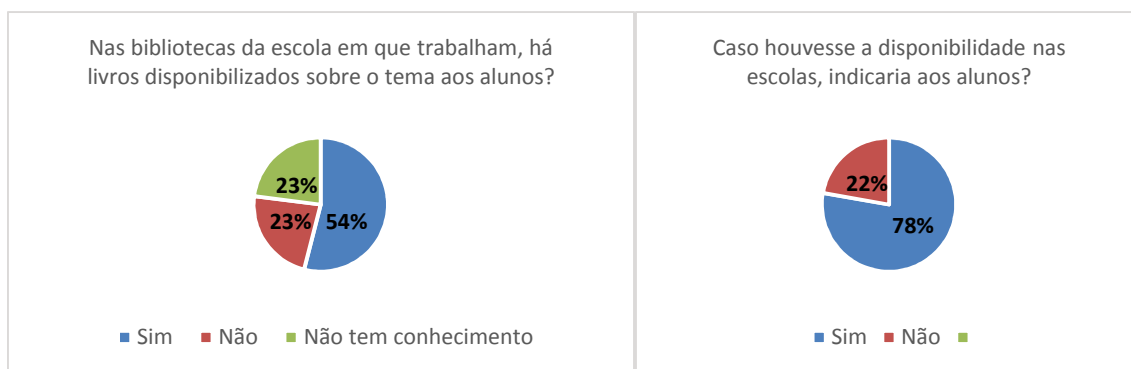 Nas bibliotecas da escola em que trabalham, há
livros disponibilizados sobre o tema aos alunos?
23%
23%
54%
Sim Não Não tem conhecimento
Caso houvesse a disponibilidade nas
escolas, indicaria aos alunos?
22%
78%
Sim Não